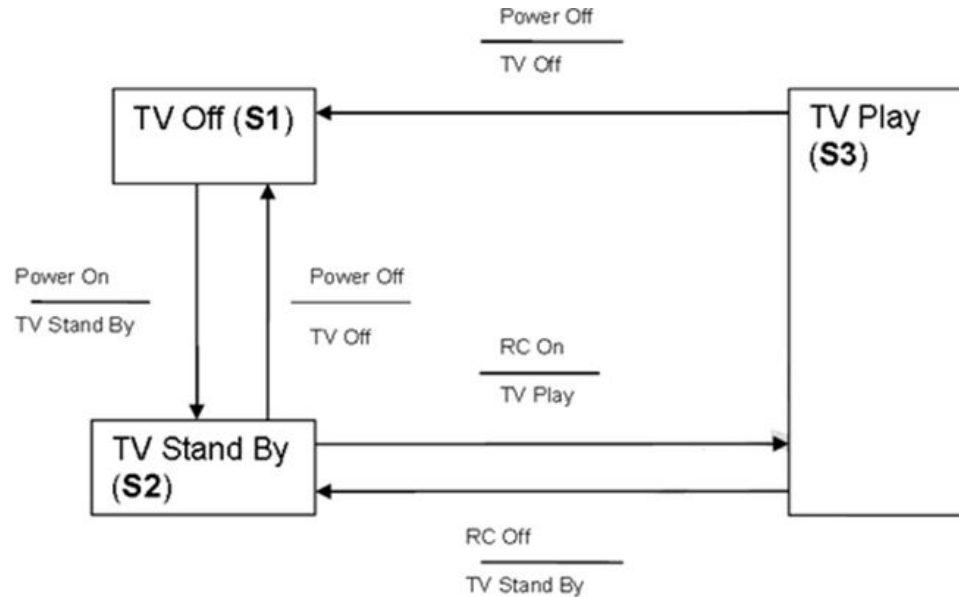 Power Off
TV Off
TV Off (S1)
TV Play
(S3)
Power On
TV Stand By
Power Off
TV Off
RC On
TV Play
TV Stand By
(S2)
RC Off
TV Stand By